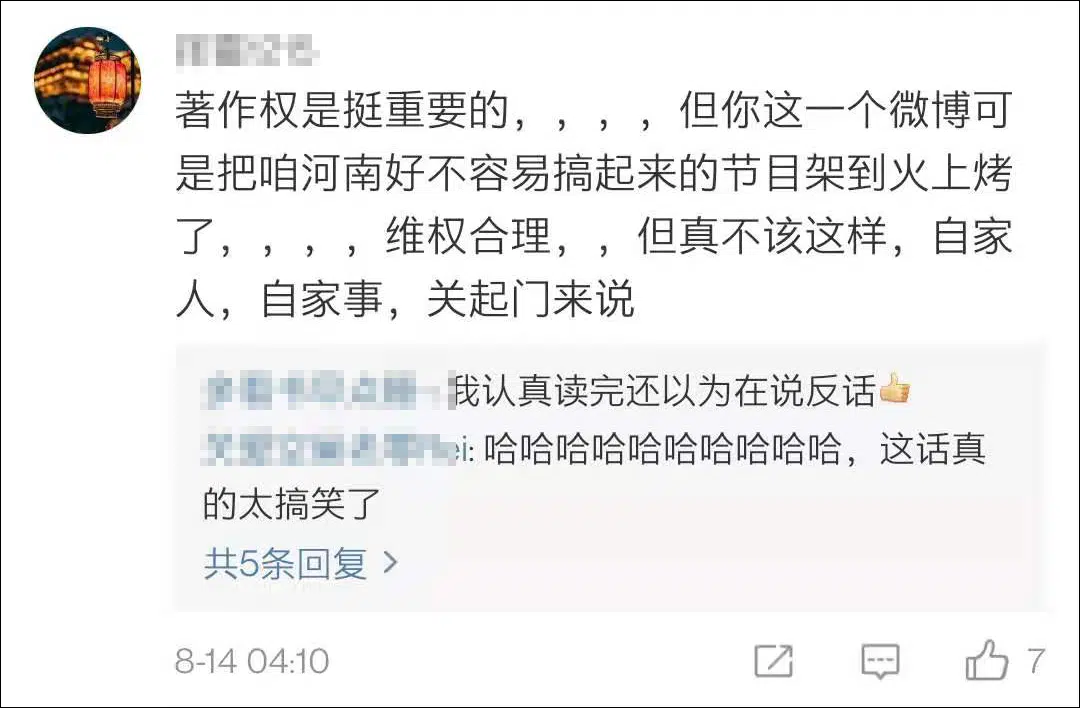 著作权是挺重要的，，，，但你这一个微博可
是把咱河南好不容易搞起来的节目架到火上烤
了，，，，维权合理，，但真不该这样，自家
人，自家事，关起门来说
我认真读完还以为在说反话👍
ei: 哈哈哈哈哈哈哈哈哈哈，这话真
的太搞笑了
共5条回复 >
8-14 04:10
7